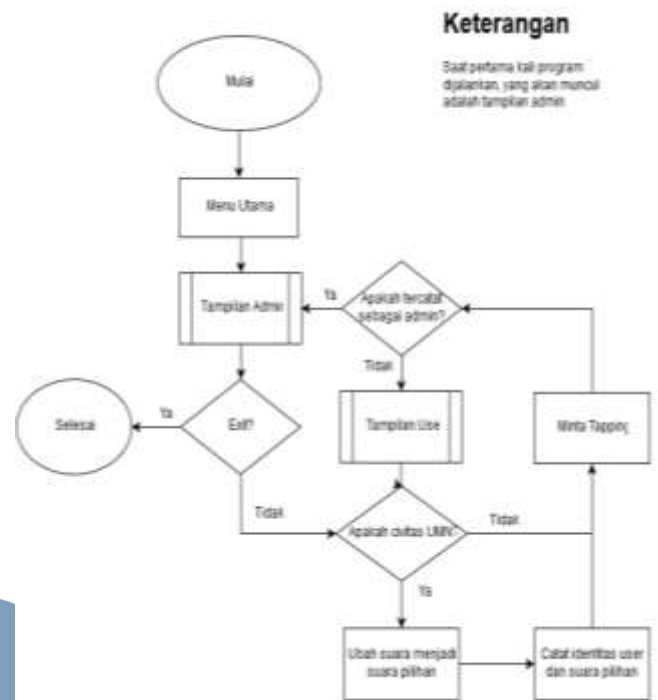 Keterangan
Saat pertama kali program
dijalankan, yang akan muncul
adalah tampilan admin
Mulai
Menu Utama
Tampilan Admin
Ya
Apakah tercatat
sebagai admin?
Tidak
Selesai
Ya
Exit?
Tampilan Use
Minta Tapping
Tidak
Apakah civitas UMN?
Tidak
Ya
Ubah suara menjadi
suara pilihan
Catat identitas user
dan suara pilihan